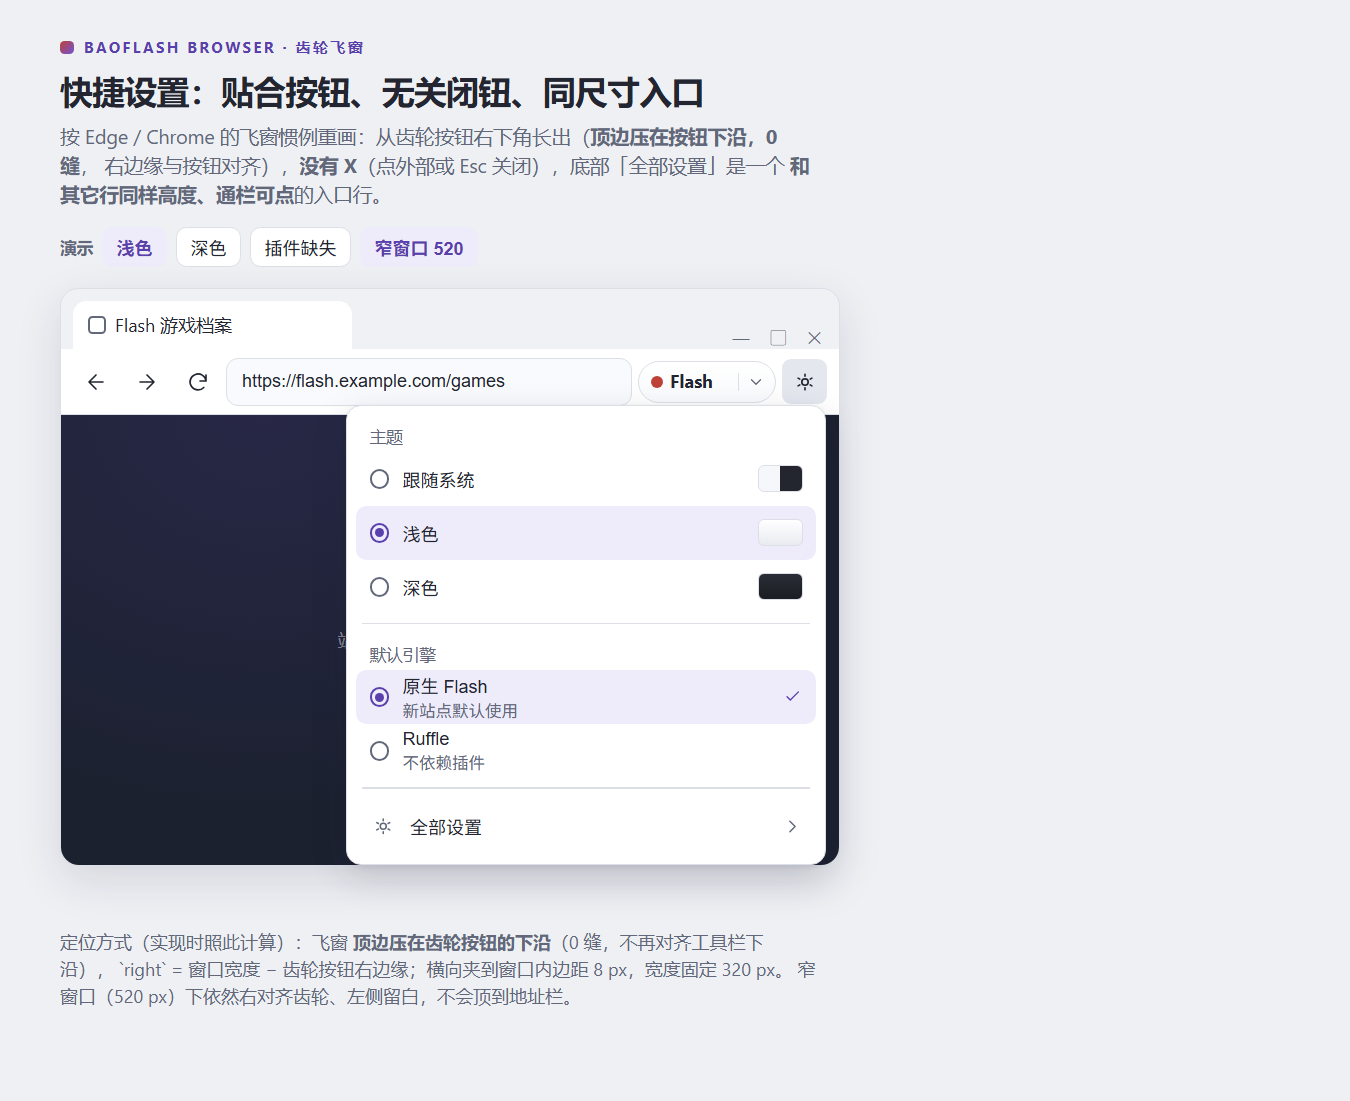 BAOFLASH BROWSER · 齿轮飞窗
快捷设置：贴合按钮、无关闭钮、同尺寸入口
按 Edge / Chrome 的飞窗惯例重画：从齿轮按钮右下角长出（顶边压在按钮下沿，0
缝， 右边缘与按钮对齐），没有 X（点外部或 Esc 关闭），底部「全部设置」是一个 和
其它行同样高度、通栏可点的入口行。
演示 浅色 深色 插件缺失 窄窗口 520
Flash 游戏档案
https://flash.example.com/games Flash
主题
跟随系统
浅色
深色
默认引擎
原生 Flash
新站点默认使用
Ruffle
不依赖插件
全部设置
定位方式（实现时照此计算）：飞窗 顶边压在齿轮按钮的下沿（0 缝，不再对齐工具栏下
沿），`right` = 窗口宽度 − 齿轮按钮右边缘；横向夹到窗口内边距 8 px，宽度固定 320 px。 窄
窗口（520 px）下依然右对齐齿轮、左侧留白，不会顶到地址栏。